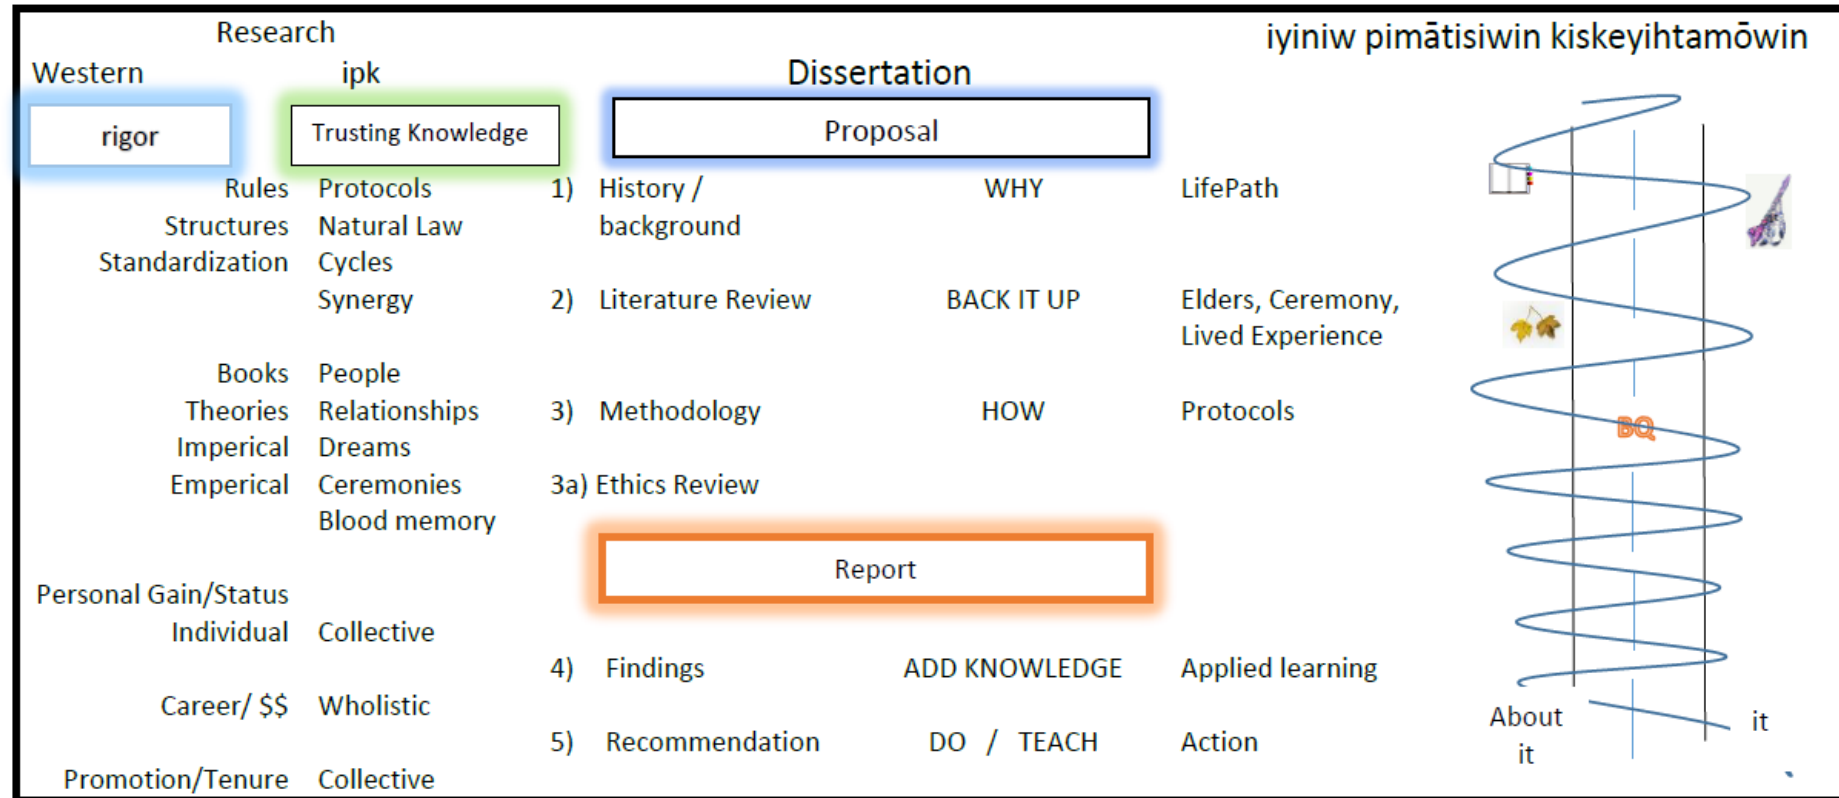 Research
iyiniw pimātisiwin kiskeyihtamōwin
Western ipk Dissertation
rigor Trusting Knowledge Proposal
Rules Protocols 1) History / WHY LifePath
Structures Natural Law background
Standardization Cycles
Synergy 2) Literature Review BACK IT UP Elders, Ceremony,
Lived Experience
Books People
Theories Relationships 3) Methodology HOW Protocols
Imperical Dreams
BQ
Emperical Ceremonies 3a) Ethics Review
Blood memory
Report
Personal Gain/Status
Individual Collective
4) Findings ADD KNOWLEDGE Applied learning
Career/ $$ Wholistic
About it
it
5) Recommendation DO / TEACH Action
Promotion/Tenure Collective